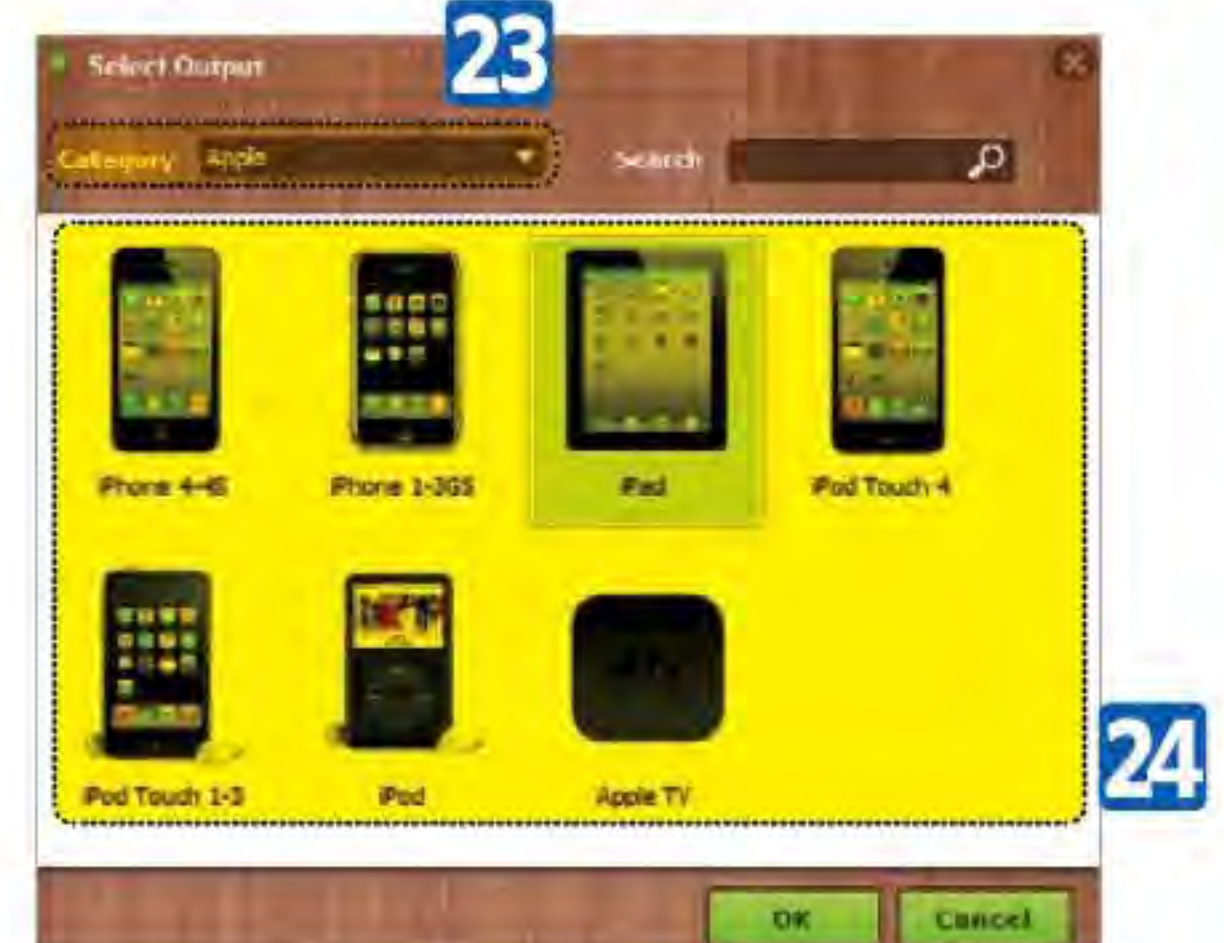 23
Select Output
Category Apple Search
iPhone 4-4S iPhone 1-3GS iPad iPod Touch 4
iPod Touch 1-3 iPod Apple TV
24
OK Cancel